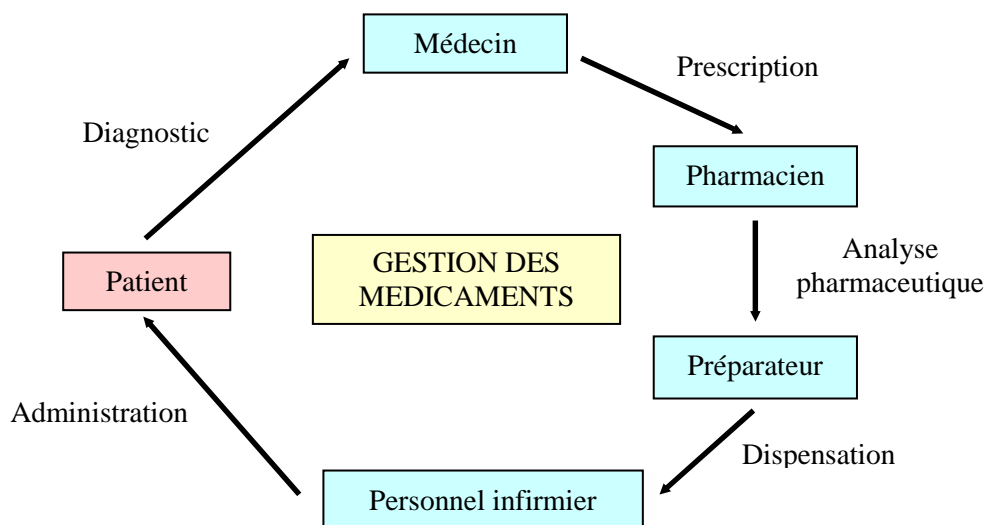 Médecin
Prescription
Diagnostic
Pharmacien
Analyse
pharmaceutique
GESTION DES
MEDICAMENTS
Patient
Préparateur
Administration
Dispensation
Personnel infirmier